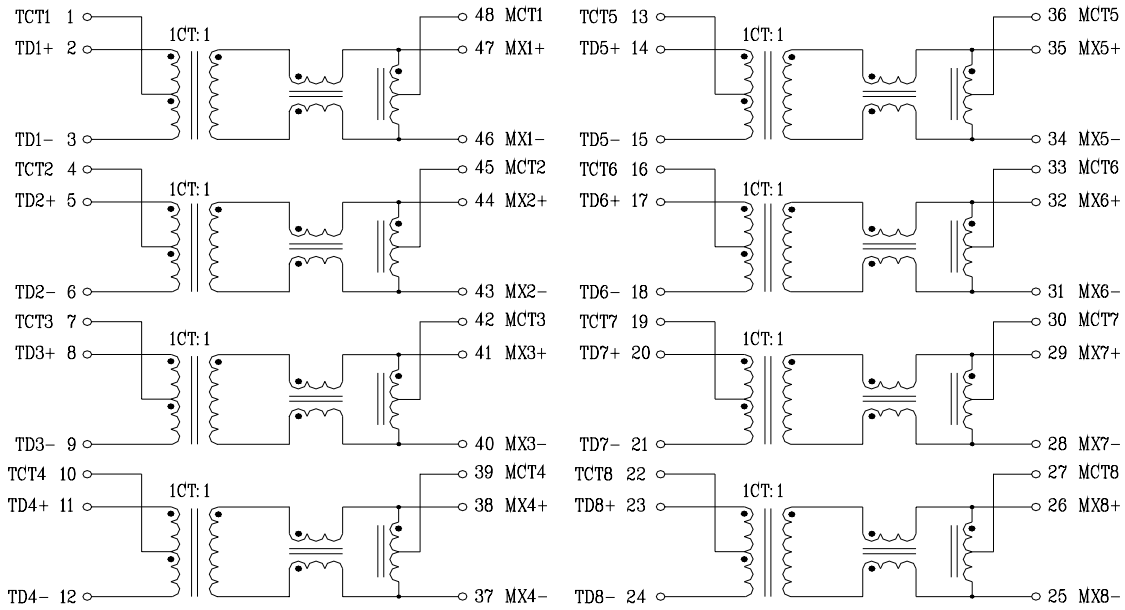 TCT1 1 48 MCT1
1CT:1
TD1+ 2 47 MX1+
TD1- 3 46 MX1-
TCT2 4 45 MCT2
1CT:1
TD2+ 5 44 MX2+
TD2- 6 43 MX2-
TCT3 7 42 MCT3
1CT:1
TD3+ 8 41 MX3+
TD3- 9 40 MX3-
TCT4 10 39 MCT4
1CT:1
TD4+ 11 38 MX4+
TD4- 12 37 MX4-
TCT5 13 36 MCT5
1CT:1
TD5+ 14 35 MX5+
TD5- 15 34 MX5-
TCT6 16 33 MCT6
1CT:1
TD6+ 17 32 MX6+
TD6- 18 31 MX6-
TCT7 19 30 MCT7
1CT:1
TD7+ 20 29 MX7+
TD7- 21 28 MX7-
TCT8 22 27 MCT8
1CT:1
TD8+ 23 26 MX8+
TD8- 24 25 MX8-